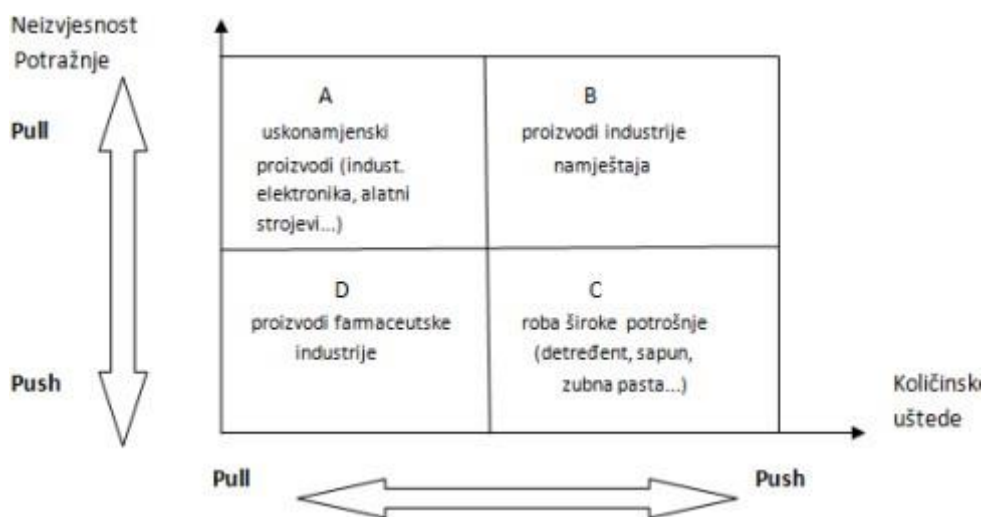 Neizvjesnost
Potražnje
Pull
Push
A
uskonamjenski
proizvodi (indust.
elektronika, alatni
strojevi...)
B
proizvodi industrije
namještaja
D
proizvodi farmaceutske
industrije
C
roba široke potrošnje
(detređent, sapun,
zubna pasta...)
Količinske
uštede
Pull
Push